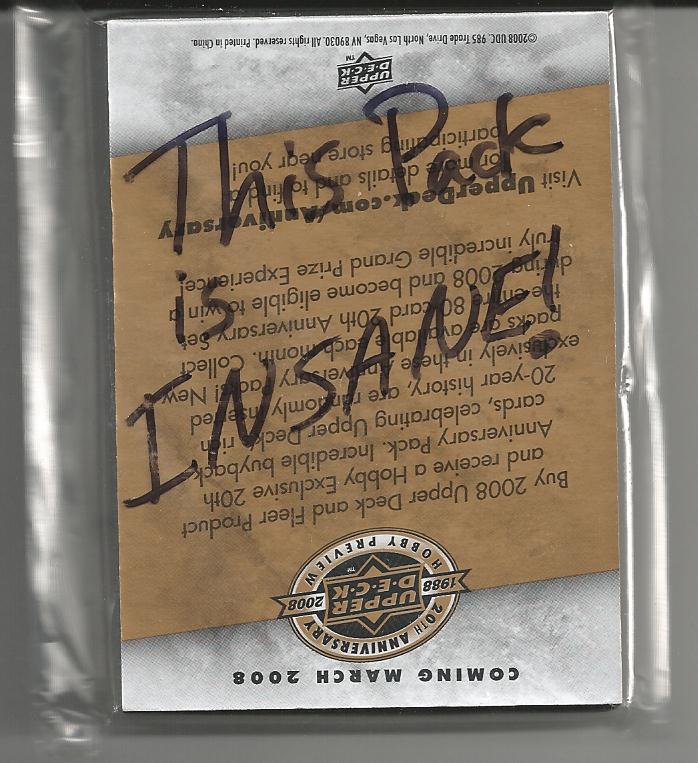 This Pack
is
INSANE!
COMING MARCH 2008
20TH ANNIVERSARY
1988 UPPER D·E·C·K ™ 2008
HOBBY PREVIEW
Buy 2008 Upper Deck and Fleer Product
and receive a Hobby Exclusive 20th
Anniversary Pack. Incredible buyback
cards, celebrating Upper Deck's rich
20-year history, are randomly inserted
exclusively in these Anniversary Packs! New
packs are available each month. Collect
the entire 80 card 20th Anniversary Set
during 2008 and become eligible to win a
truly incredible Grand Prize Experience.
Visit UpperDeck.com/Anniversary
for more details and to find a
participating store near you!
UPPER D·E·C·K ™
©2008 UDC. 985 Trade Drive, North Las Vegas, NV 89030. All rights reserved. Printed in China.